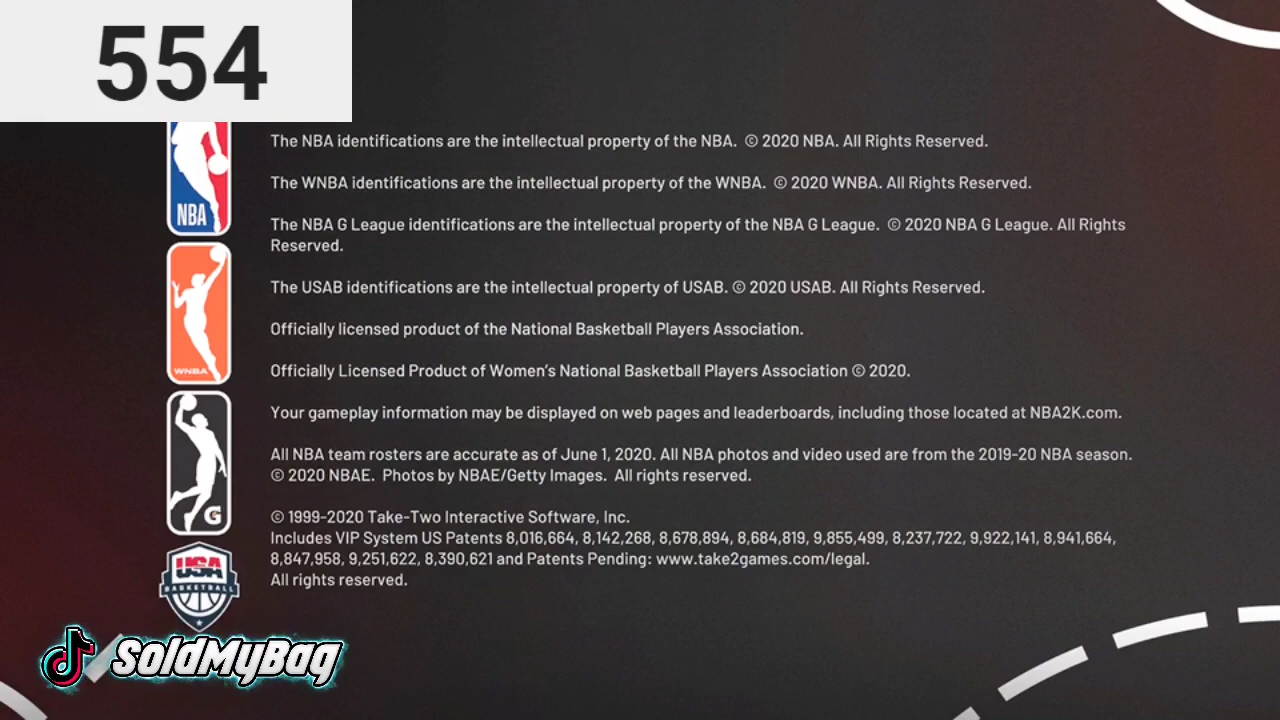 554
The NBA identifications are the intellectual property of the NBA. © 2020 NBA. All Rights Reserved.
NBA
The WNBA identifications are the intellectual property of the WNBA. © 2020 WNBA. All Rights Reserved.
The NBA G League identifications are the intellectual property of the NBA G League. © 2020 NBA G League. All Rights
Reserved.
The USAB identifications are the intellectual property of USAB. © 2020 USAB. All Rights Reserved.
Officially licensed product of the National Basketball Players Association.
WNBA
Officially Licensed Product of Women’s National Basketball Players Association © 2020.
Your gameplay information may be displayed on web pages and leaderboards, including those located at NBA2K.com.
All NBA team rosters are accurate as of June 1, 2020. All NBA photos and video used are from the 2019-20 NBA season.
© 2020 NBAE. Photos by NBAE/Getty Images. All rights reserved.
G
© 1999-2020 Take-Two Interactive Software, Inc.
Includes VIP System US Patents 8,016,664, 8,142,268, 8,678,894, 8,684,819, 9,855,499, 8,237,722, 9,922,141, 8,941,664,
8,847,958, 9,251,622, 8,390,621 and Patents Pending: www.take2games.com/legal.
All rights reserved.
USA
BASKETBALL
SoldMyBag